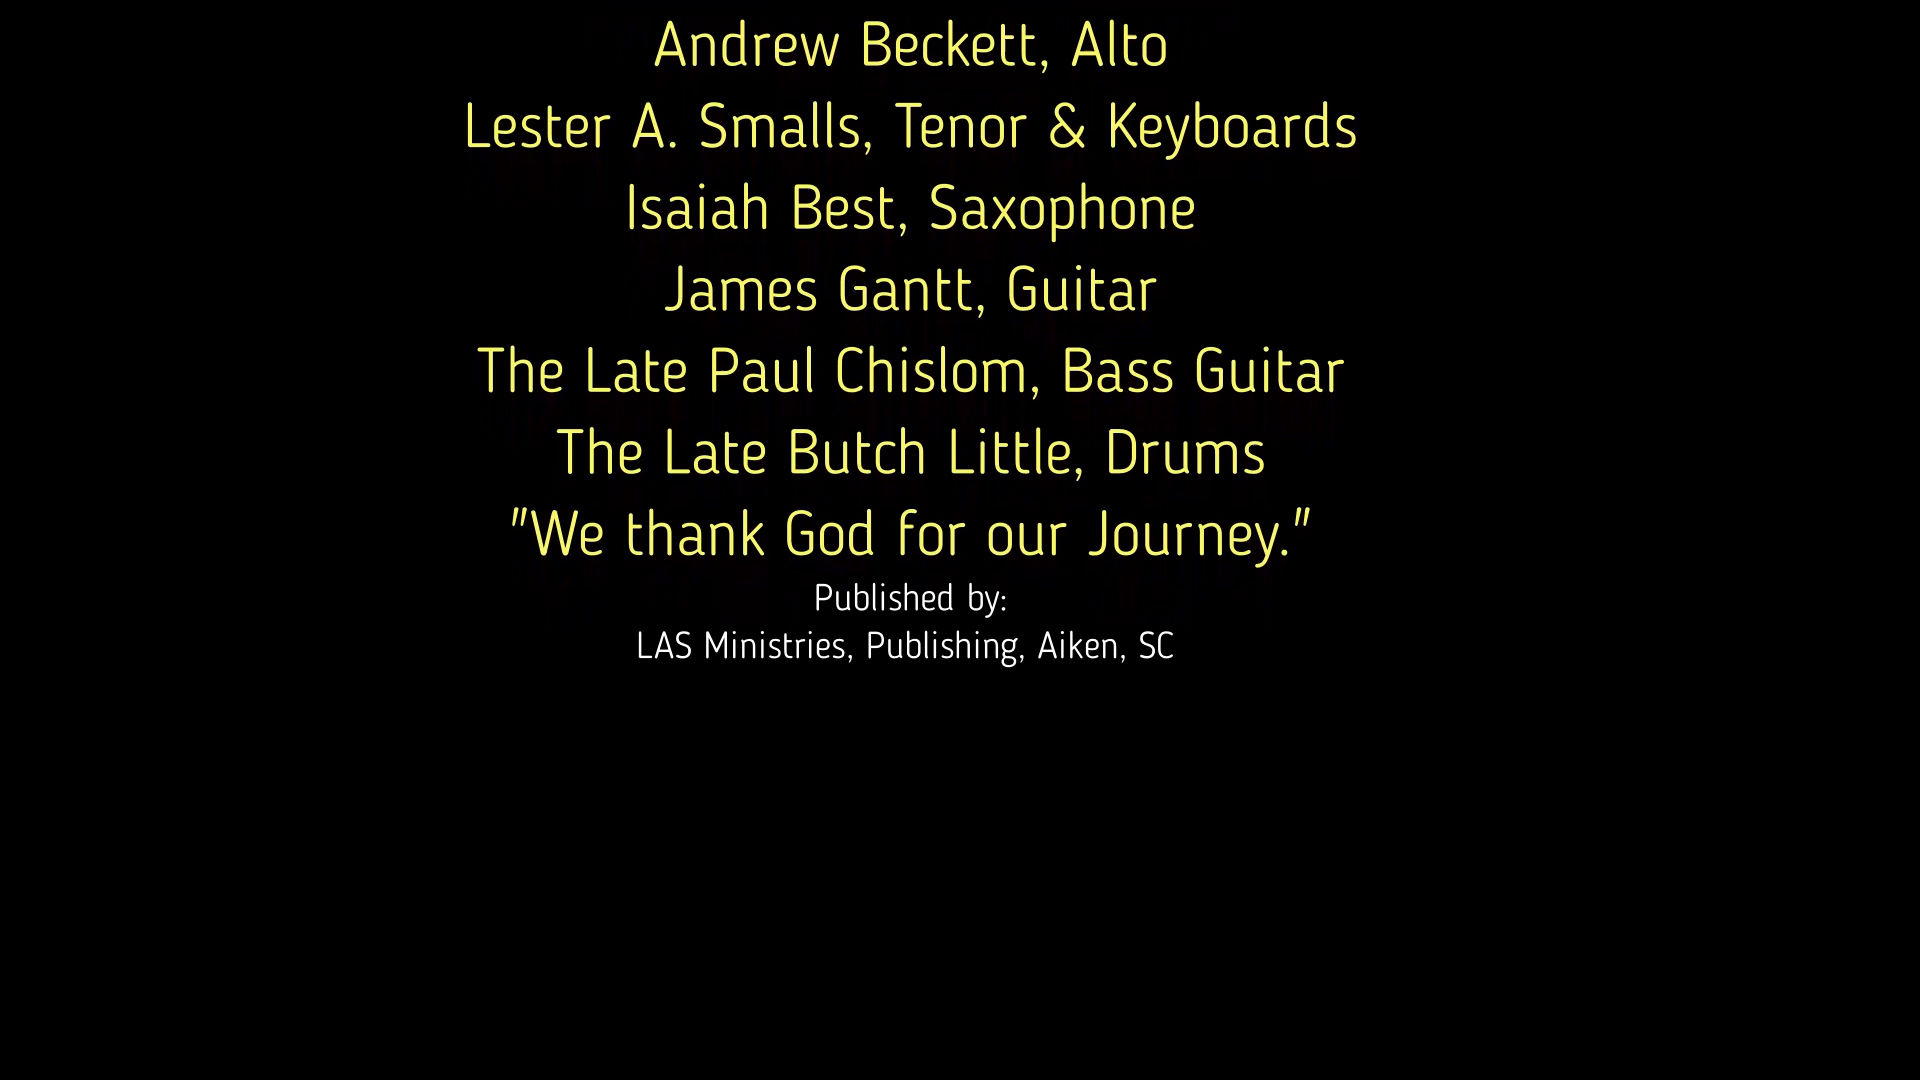 Andrew Beckett, Alto
Lester A. Smalls, Tenor & Keyboards
Isaiah Best, Saxophone
James Gantt, Guitar
The Late Paul Chislom, Bass Guitar
The Late Butch Little, Drums
"We thank God for our Journey."
Published by:
LAS Ministries, Publishing, Aiken, SC